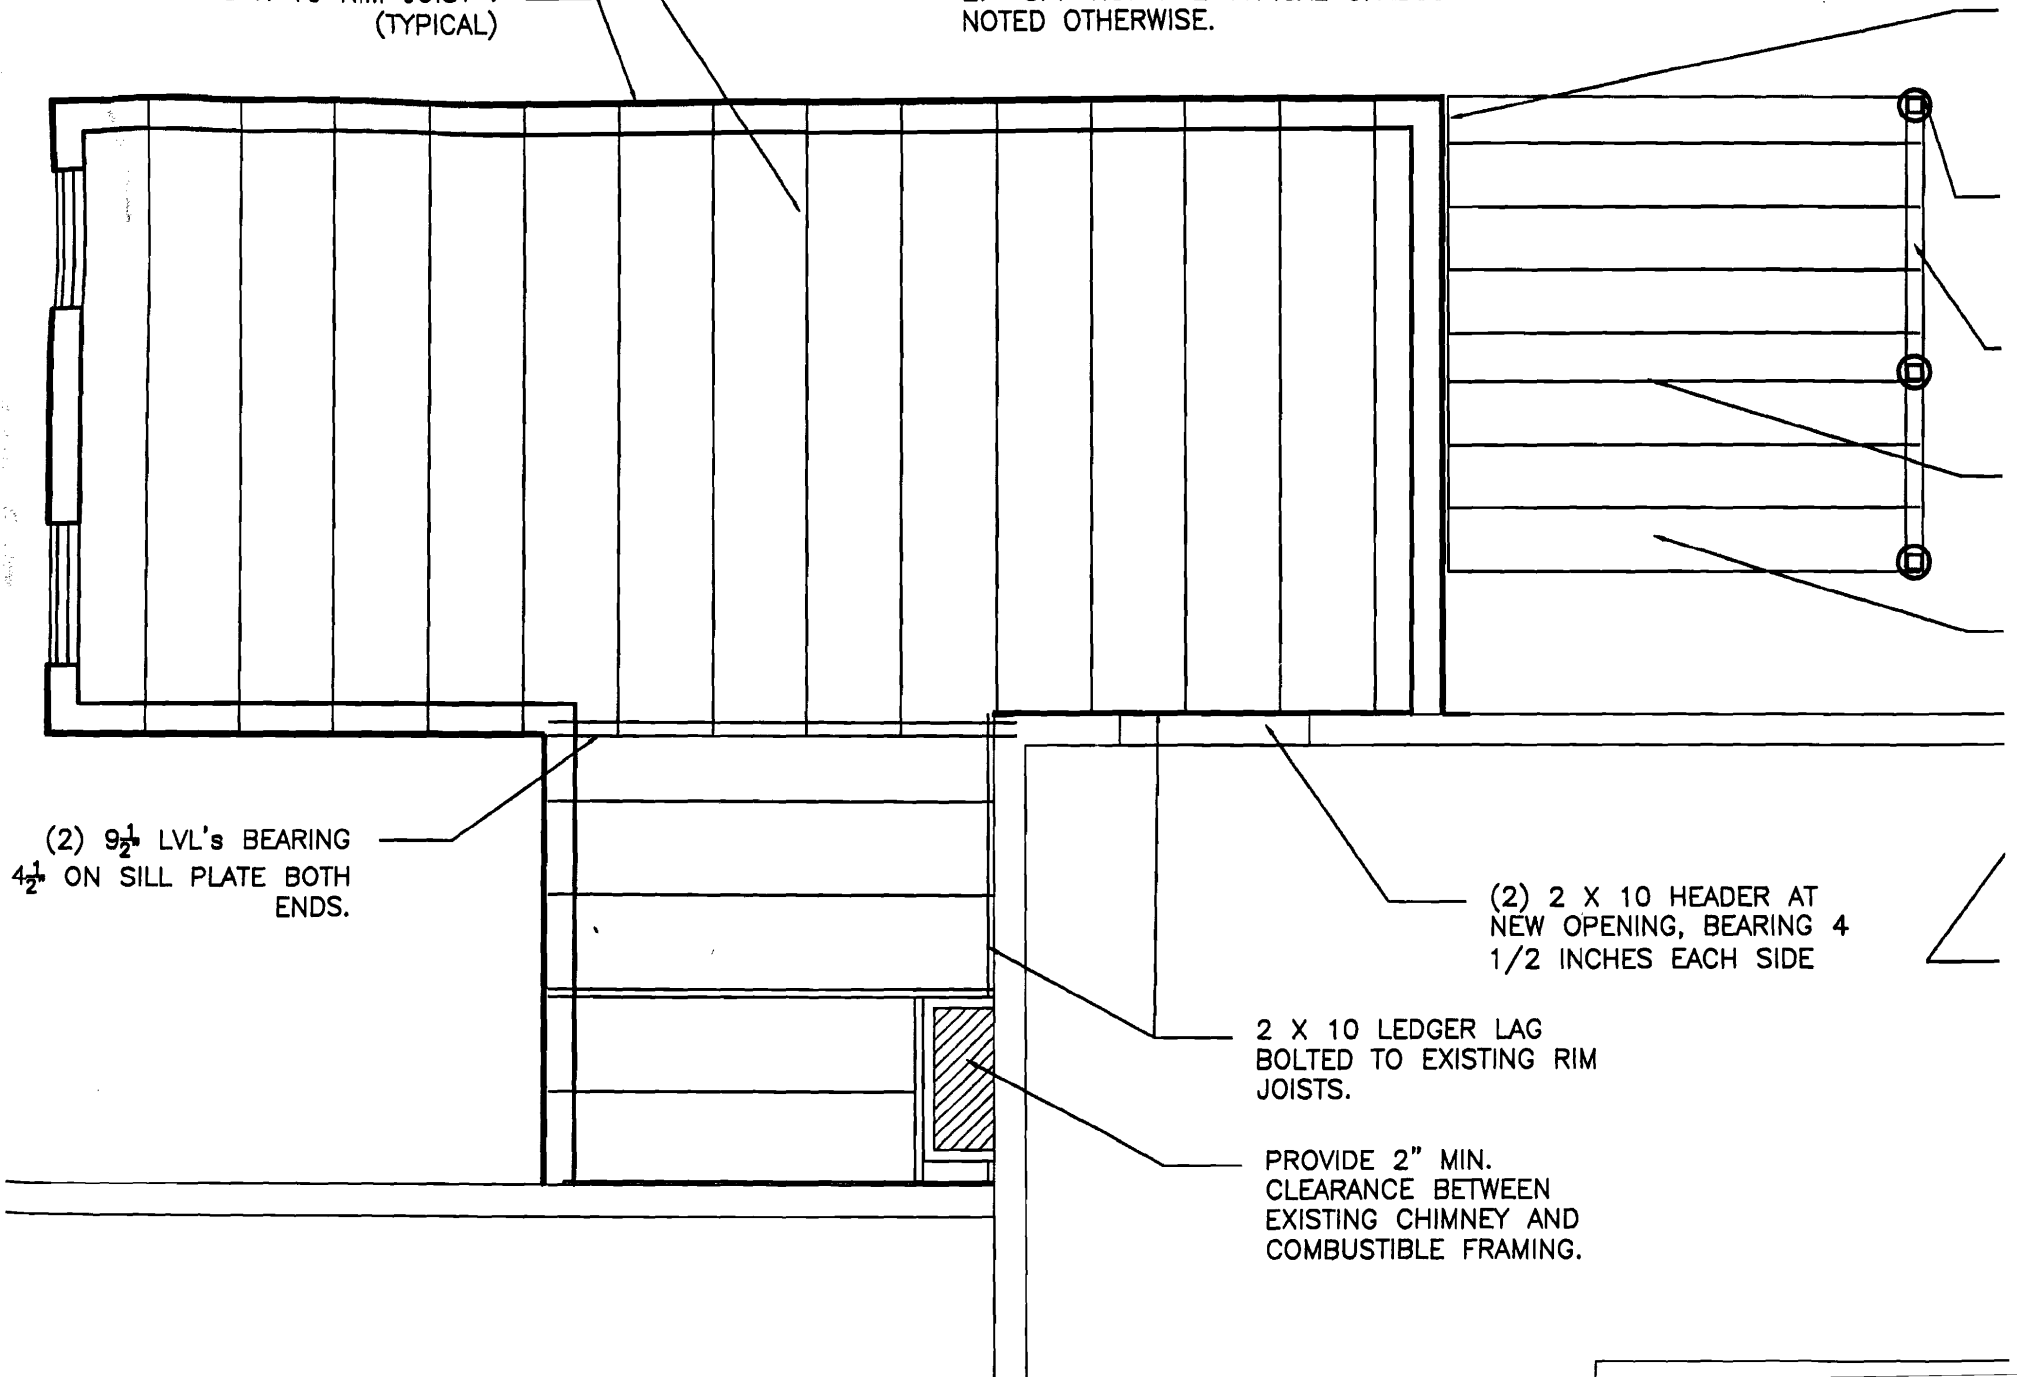 (TYPICAL)
NOTED OTHERWISE.
(2) 9½" LVL's BEARING
4½" ON SILL PLATE BOTH
ENDS.
(2) 2 X 10 HEADER AT
NEW OPENING, BEARING 4
1/2 INCHES EACH SIDE
2 X 10 LEDGER LAG
BOLTED TO EXISTING RIM
JOISTS.
PROVIDE 2" MIN.
CLEARANCE BETWEEN
EXISTING CHIMNEY AND
COMBUSTIBLE FRAMING.